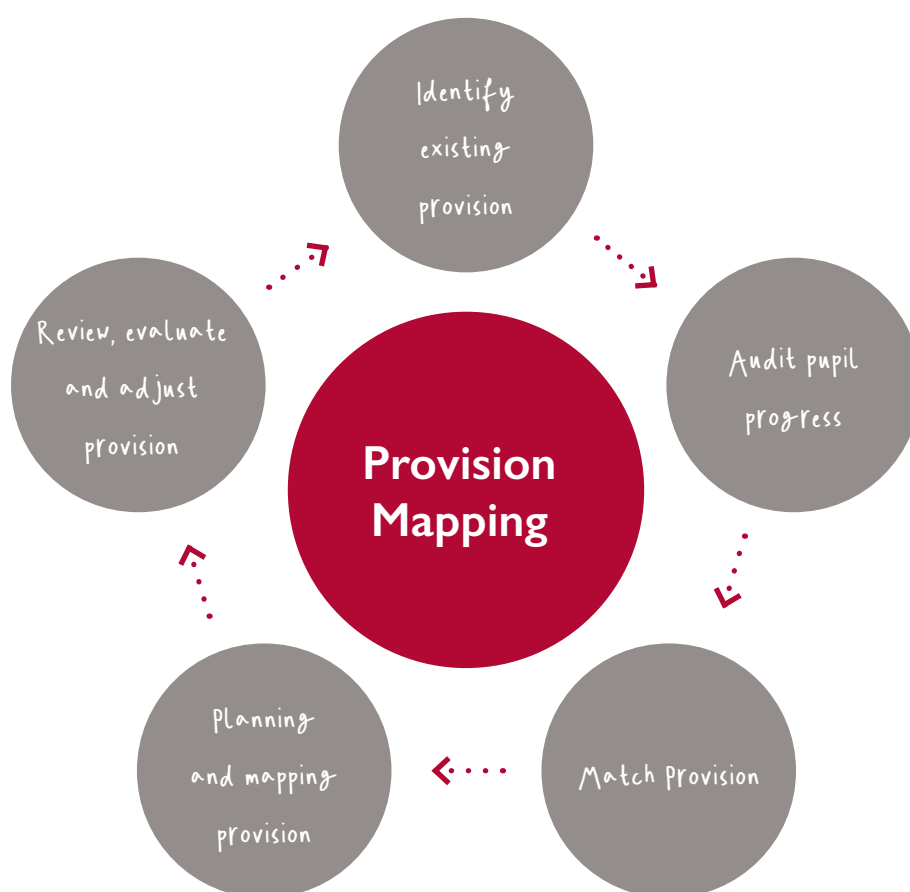 Identify
existing
provision
Audit pupil
progress
Match Provision
Planning
and mapping
provision
Review, evaluate
and adjust
provision
Provision
Mapping